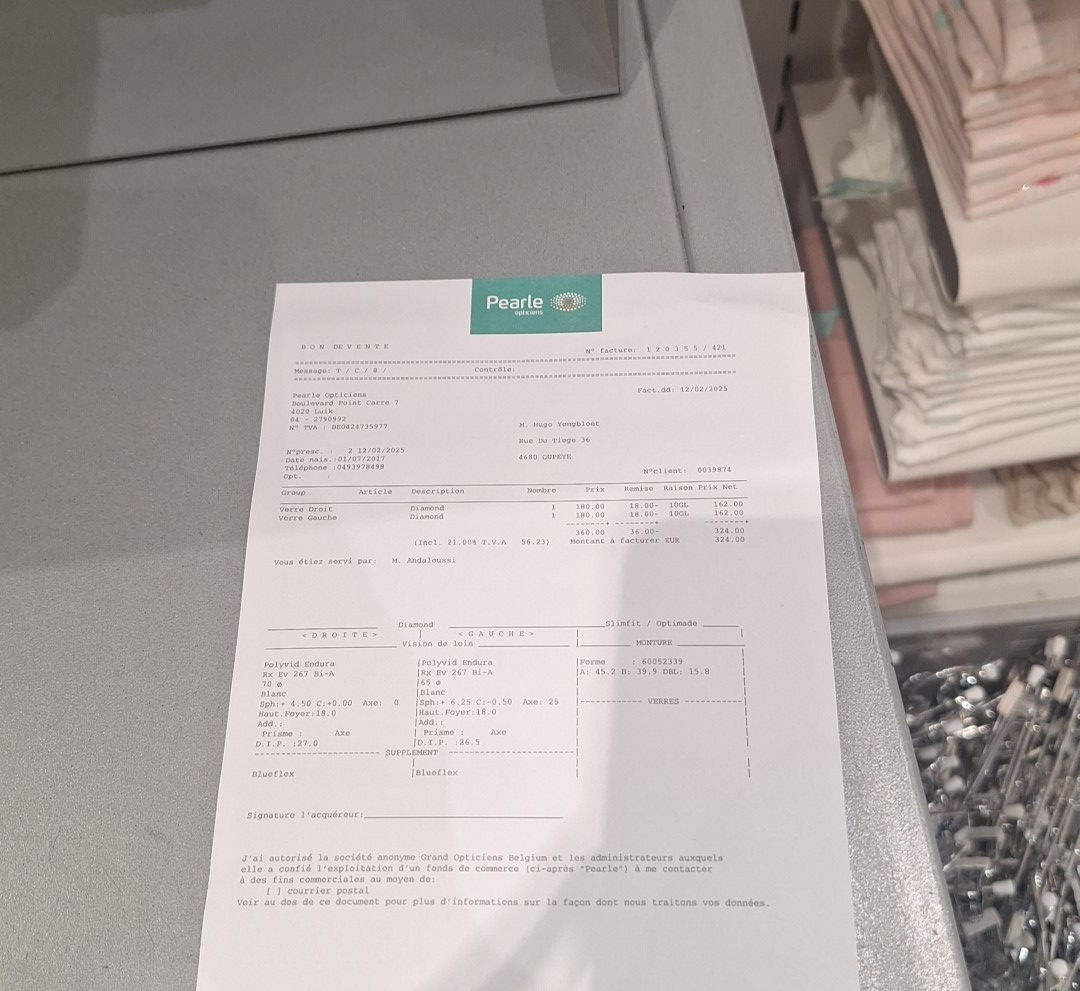 Pearle
opticiens
BON DE VENTE
N° facture: 1 2 0 3 5 5 / 421
Message: T / C / @ / Contrôle:
Fact.dd: 12/02/2025
Pearle Opticiens
Boulevard Point Carre 7
4020 Luik
04 - 2790992
N° TVA : BE0424735977
M. Hugo Yongbloet
Rue Du Tiege 36
4680 OUPEYE
N°presc. : 2 12/02/2025
Date nais.:01/07/2017
Téléphone :0493978498
Opt. :
N°client: 0039874
Group Article Description Nombre Prix Remise Raison Prix Net
Verre Droit Diamond 1 180.00 18.00- 10GL 162.00
Verre Gauche Diamond 1 180.00 18.00- 10GL 162.00
360.00 36.00- 324.00
(Incl. 21.00% T.V.A 56.23) Montant à facturer EUR 324.00
Vous étiez servi par: M. Andaloussi
Diamond Slimfit / Optimade
< D R O I T E > | < G A U C H E >
Vision de loin MONTURE
Polyvid Endura |Polyvid Endura |Forme : 60052339
Rx Ev 267 Bi-A |Rx Ev 267 Bi-A |A: 45.2 B: 39.9 DBL: 15.8
70 ø |65 ø
Blanc |Blanc
Sph:+ 4.50 C:+0.00 Axe: 0 |Sph:+ 6.25 C:-0.50 Axe: 25 VERRES
Haut.Foyer:18.0 |Haut.Foyer:18.0
Add.: |Add.:
Prisme : Axe | Prisme : Axe
D.I.P. :27.0 |D.I.P. :26.5
SUPPLEMENT
Blueflex |Blueflex
Signature l'acquéreur:
J'ai autorisé la société anonyme Grand Opticiens Belgium et les administrateurs auxquels
elle a confié l'exploitation d'un fonds de commerce (ci-après "Pearle") à me contacter
à des fins commerciales au moyen de:
[ ] courrier postal
Voir au dos de ce document pour plus d'informations sur la façon dont nous traitons vos données.